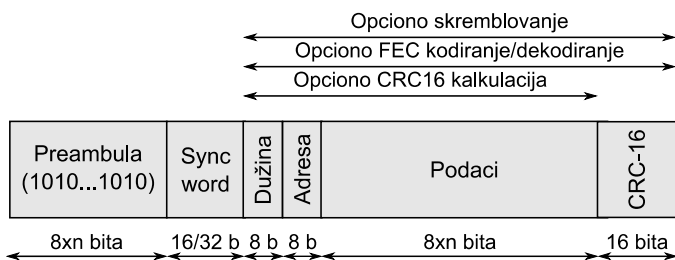 Opciono skremblovanje
Opciono FEC kodiranje/dekodiranje
Opciono CRC16 kalkulacija
Preambula
(1010...1010)
Sync
word
Dužina
Adresa
Podaci
CRC-16
8xn bita
16/32 b
8 b
8 b
8xn bita
16 bita